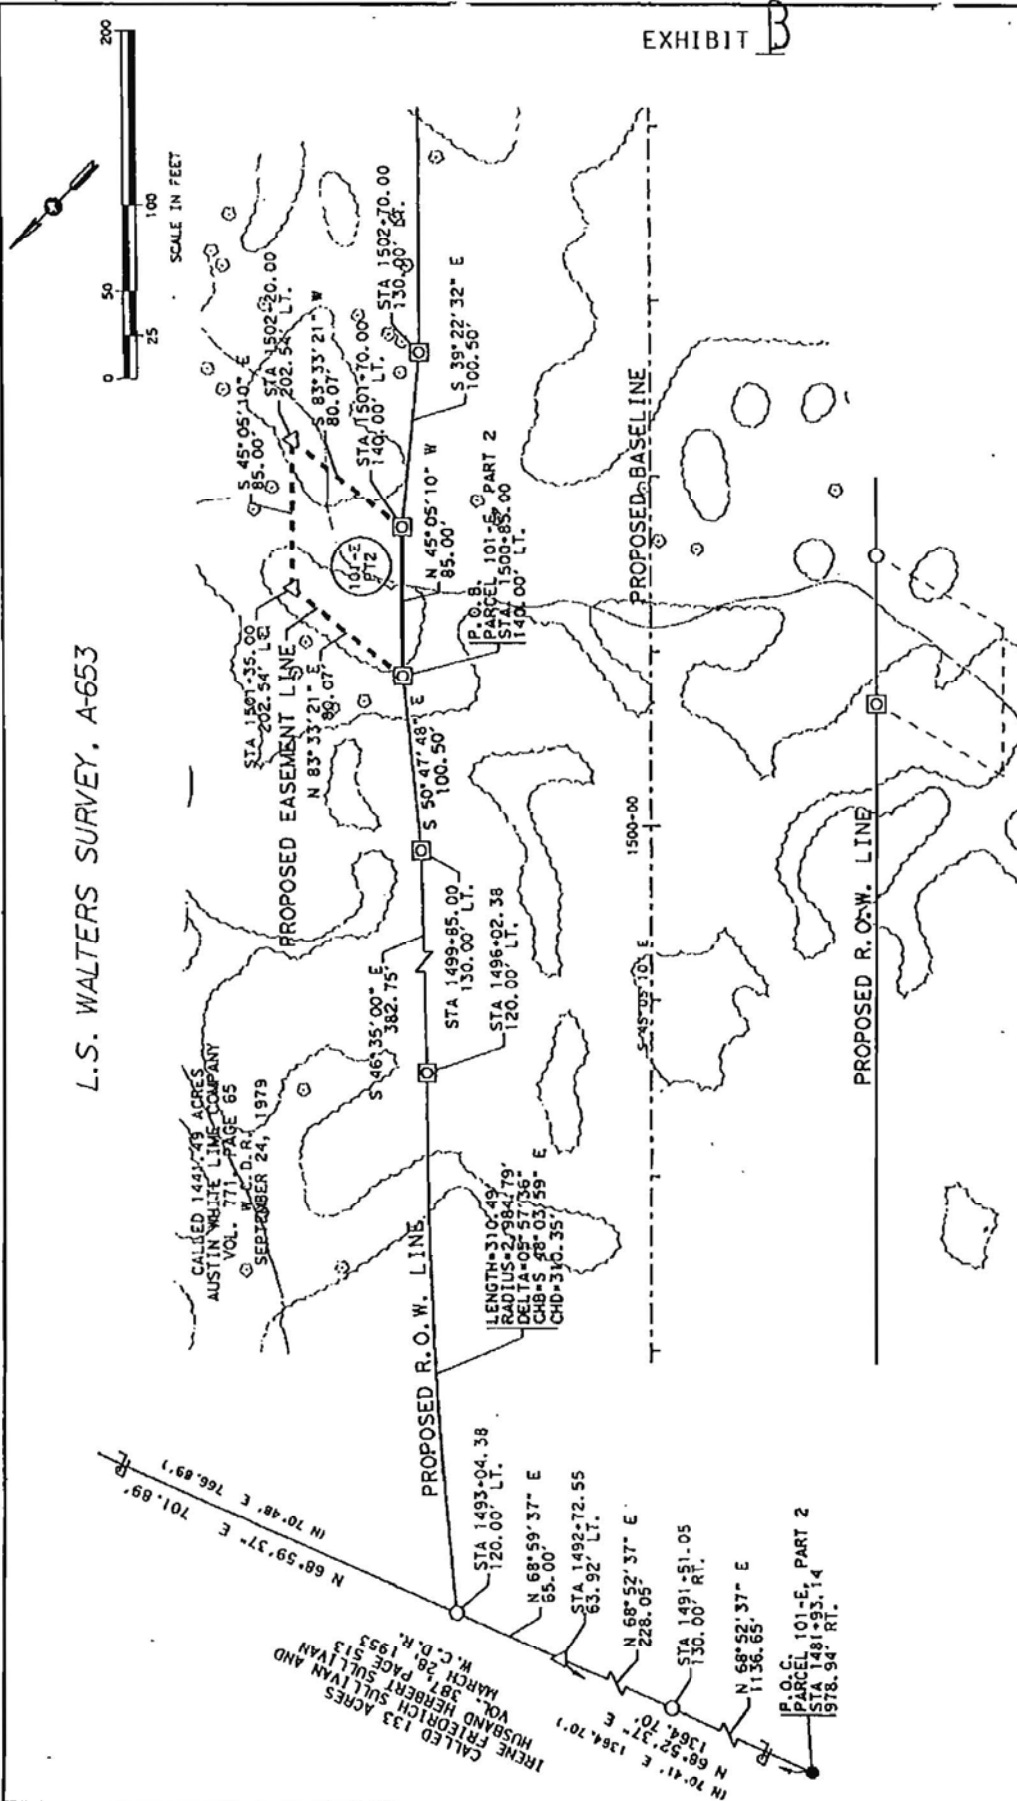 EXHIBIT B
L.S. WALTERS SURVEY, A-653
200
100
50
25
0
SCALE IN FEET
CALLED 1441.49 ACRES
AUSTIN WHITE LIME COMPANY
VOL. 771, PAGE 65
W.C.D.R.
SEPTEMBER 24, 1979
STA 1501+35.00
202.54' LT.
PROPOSED EASEMENT LINE
N 83°33'21" E
80.07'
S 45°05'10" E
85.00'
STA 1502+20.00
202.54' LT.
S 83°33'21" W
80.07'
STA 1501+70.00
140.00' LT.
STA 1502+70.00
130.00' LT.
101-E
PT2
S 39°22'32" E
100.50'
N 45°05'10" W
85.00'
P.O.B.
PARCEL 101-E, PART 2
STA 1500+85.00
140.00' LT.
S 50°47'48" E
100.50'
S 46°35'00" E
382.75'
STA 1499+85.00
130.00' LT.
STA 1496+02.38
120.00' LT.
PROPOSED R.O.W. LINE
LENGTH=310.49'
RADIUS=2,984.79'
DELTA=05°57'36"
CHB=S 48°03'59" E
CHD=310.35'
PROPOSED BASELINE
1500+00
S 45°05'10" E
PROPOSED R.O.W. LINE
N 68°59'37" E 701.89'
(N 70°48' E 766.89')
STA 1493+04.38
120.00' LT.
N 68°59'37" E
65.00'
STA 1492+72.55
63.92' LT.
N 68°52'37" E
228.05'
STA 1491+51.05
130.00' RT.
N 68°52'37" E
1136.65'
P.O.C.
PARCEL 101-E, PART 2
STA 1481+93.14
978.94' RT.
CALLED 133 ACRES
IRENE FRIEDRICH SULLIVAN AND
HUSBAND HERBERT SULLIVAN
VOL. 387, PAGE 513
MARCH 28, 1953
W.C.D.R.
N 68°52'37" E
1364.70'
(N 70°41' E 1364.70')